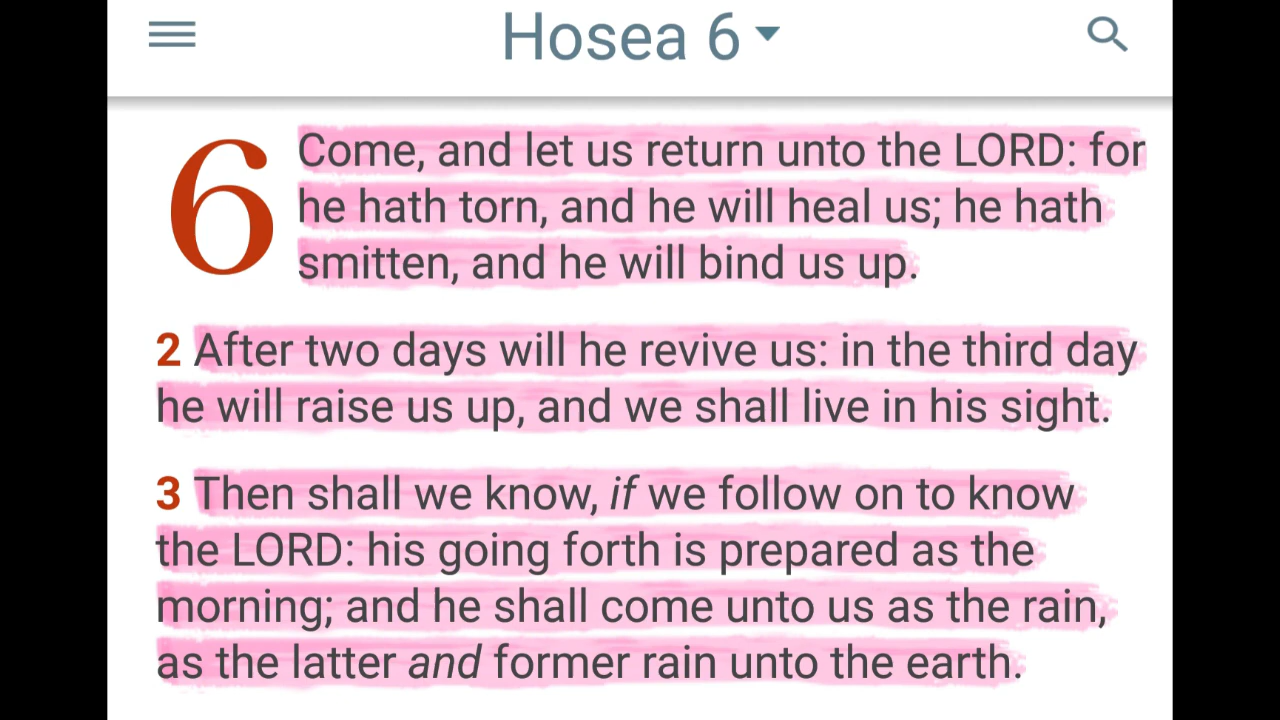 Hosea 6
6 Come, and let us return unto the LORD: for
he hath torn, and he will heal us; he hath
smitten, and he will bind us up.
2 After two days will he revive us: in the third day
he will raise us up, and we shall live in his sight.
3 Then shall we know, if we follow on to know
the LORD: his going forth is prepared as the
morning; and he shall come unto us as the rain,
as the latter and former rain unto the earth.